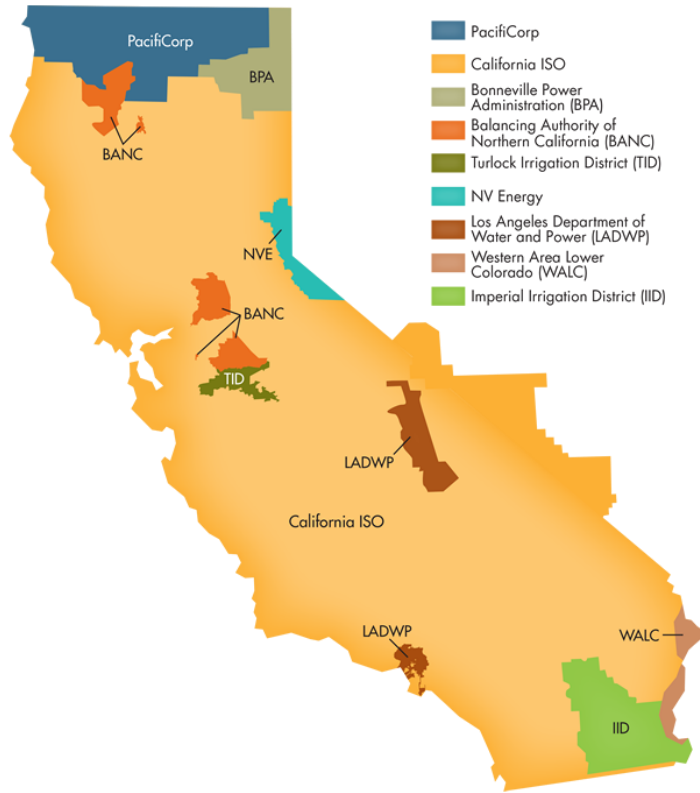 PacifiCorp
BPA
BANC
NVE
BANC
TID
LADWP
California ISO
LADWP
WALC
IID
PacifiCorp
California ISO
Bonneville Power
Administration (BPA)
Balancing Authority of
Northern California (BANC)
Turlock Irrigation District (TID)
NV Energy
Los Angeles Department of
Water and Power (LADWP)
Western Area Lower
Colorado (WALC)
Imperial Irrigation District (IID)